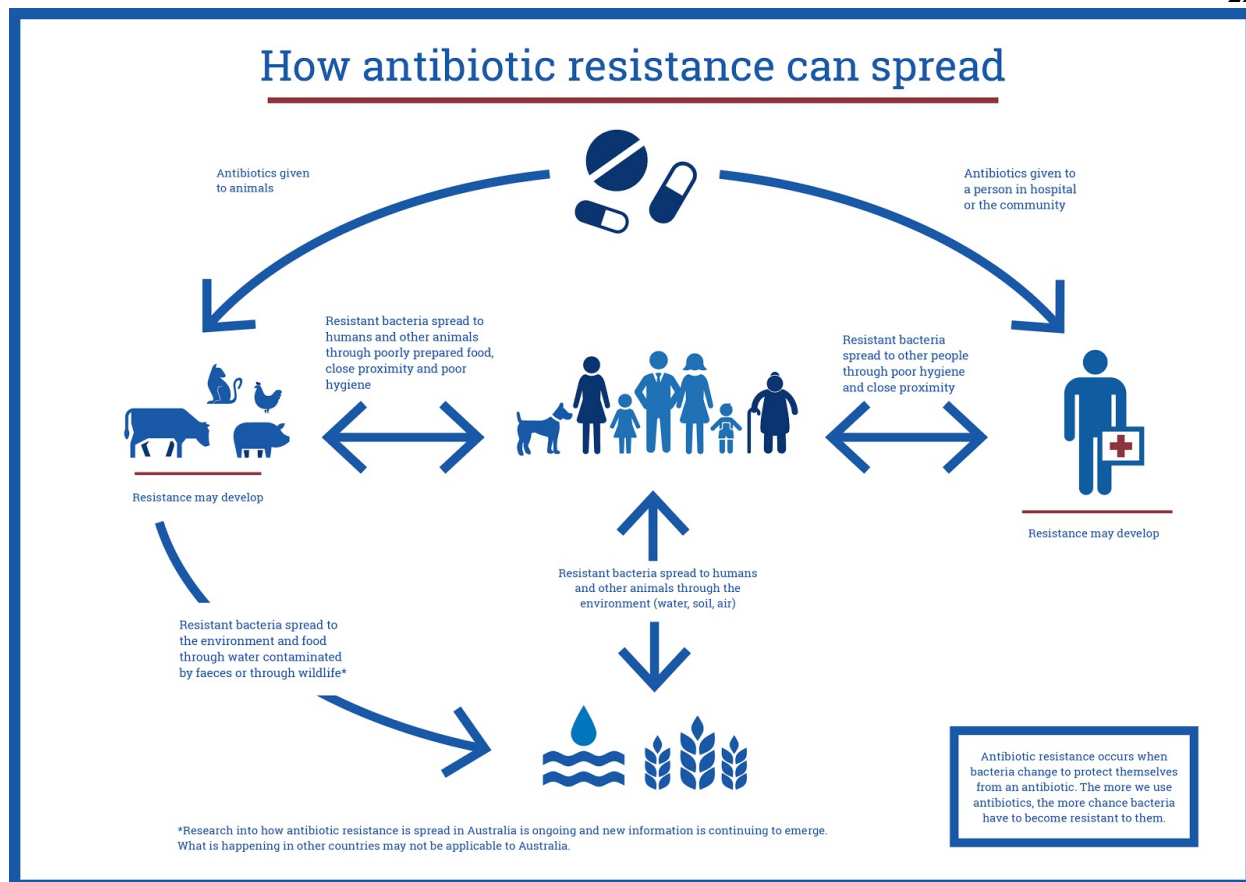 How antibiotic resistance can spread
Antibiotics given
to animals
Antibiotics given to
a person in hospital
or the community
Resistant bacteria spread to
humans and other animals
through poorly prepared food,
close proximity and poor
hygiene
Resistant bacteria
spread to other people
through poor hygiene
and close proximity
Resistance may develop
Resistance may develop
Resistant bacteria spread to humans
and other animals through the
environment (water, soil, air)
Resistant bacteria spread to
the environment and food
through water contaminated
by faeces or through wildlife*
Antibiotic resistance occurs when
bacteria change to protect themselves
from an antibiotic. The more we use
antibiotics, the more chance bacteria
have to become resistant to them.
*Research into how antibiotic resistance is spread in Australia is ongoing and new information is continuing to emerge.
What is happening in other countries may not be applicable to Australia.